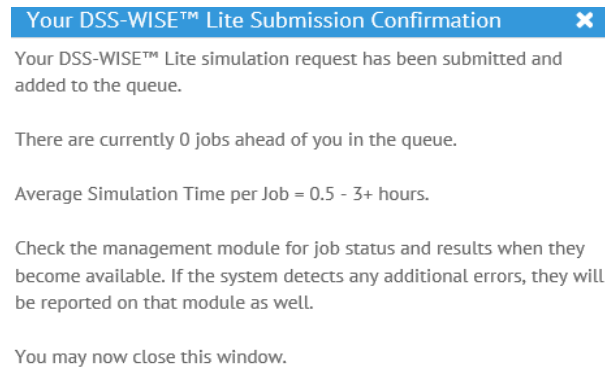 Your DSS-WISE™ Lite Submission Confirmation
Your DSS-WISE™ Lite simulation request has been submitted and
added to the queue.
There are currently 0 jobs ahead of you in the queue.
Average Simulation Time per Job = 0.5 - 3+ hours.
Check the management module for job status and results when they
become available. If the system detects any additional errors, they will
be reported on that module as well.
You may now close this window.